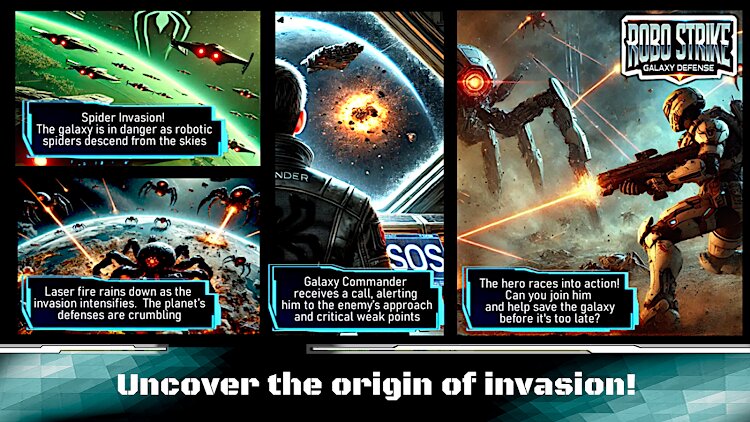 Spider Invasion!
The galaxy is in danger as robotic
spiders descend from the skies
Laser fire rains down as the
invasion intensifies. The planet's
defenses are crumbling
NDER
SOS
Galaxy Commander
receives a call, alerting
him to the enemy's approach
and critical weak points
ROBO STRIKE
GALAXY DEFENSE
The hero races into action!
Can you join him
and help save the galaxy
before it's too late?
Uncover the origin of invasion!